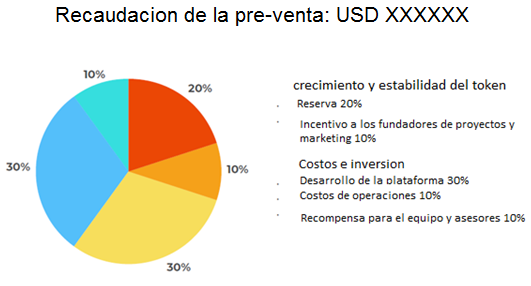 Recaudacion de la pre-venta: USD XXXXXX
10%
20%
30%
10%
30%
crecimiento y estabilidad del token
Reserva 20%
Incentivo a los fundadores de proyectos y
marketing 10%
Costos e inversion
Desarrollo de la plataforma 30%
Costos de operaciones 10%
Recompensa para el equipo y asesores 10%